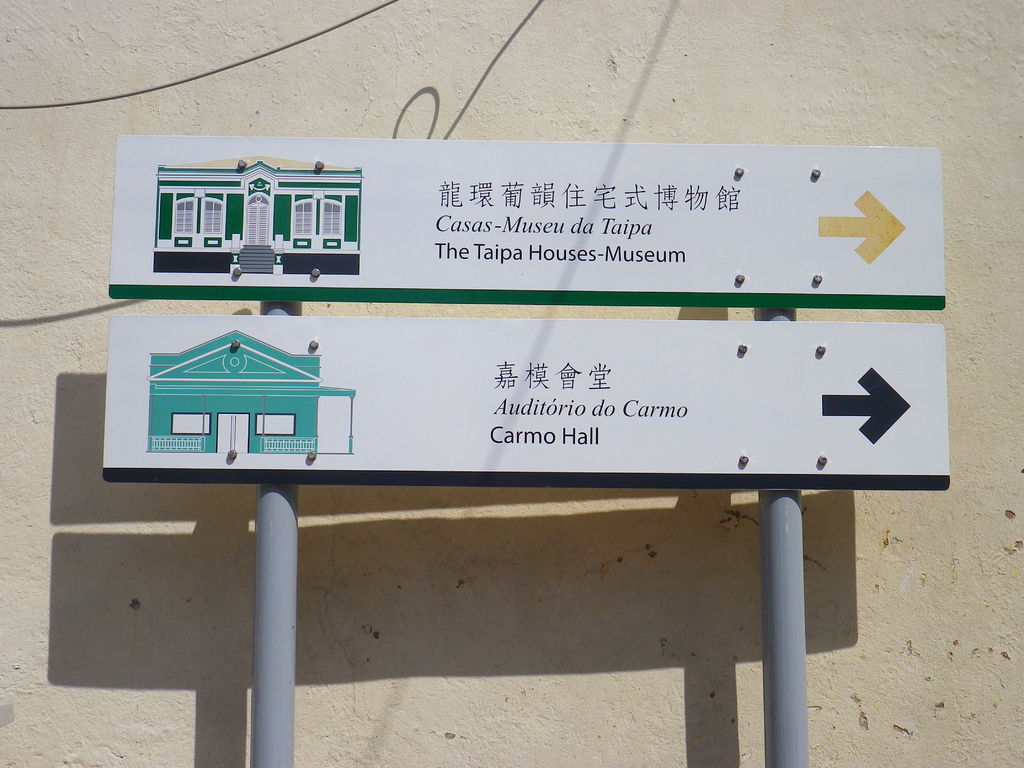 龍環葡韻住宅式博物館
Casas-Museu da Taipa
The Taipa Houses-Museum
嘉模會堂
Auditório do Carmo
Carmo Hall